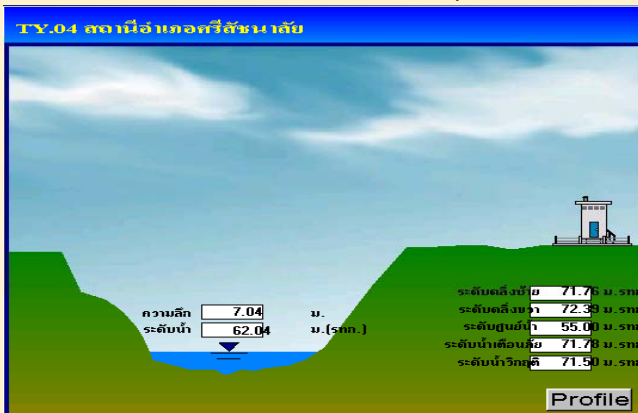 TY.04 สถานีอำเภอศรีสัชนาลัย
ความลึก 7.04 ม.
ระดับน้ำ 62.04 ม.(รทก.)
ระดับตลิ่งซ้าย 71.76 ม.รทก
ระดับตลิ่งขวา 72.39 ม.รทก
ระดับศูนย์น้ำ 55.00 ม.รทก
ระดับน้ำเตือนภัย 71.78 ม.รทก
ระดับน้ำวิกฤติ 71.50 ม.รทก
Profile